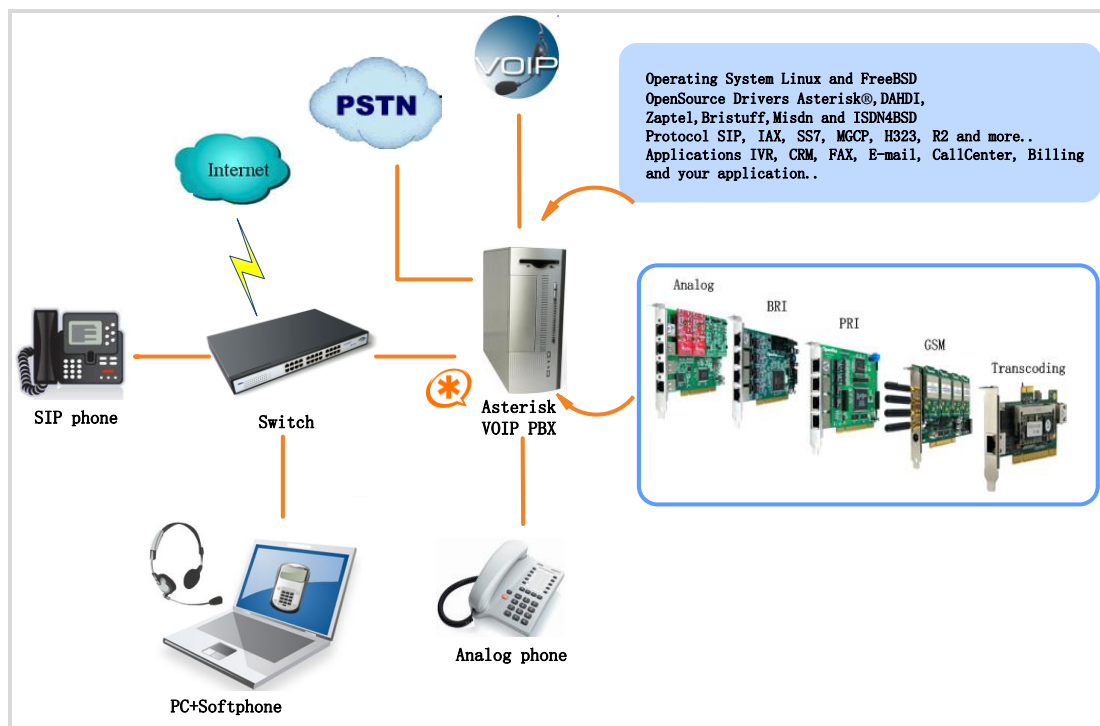 VOIP
PSTN
Internet
Operating System Linux and FreeBSD
OpenSource Drivers Asterisk®,DAHDI,
Zaptel,Bristuff,Misdn and ISDN4BSD
Protocol SIP, IAX, SS7, MGCP, H323, R2 and more..
Applications IVR, CRM, FAX, E-mail, CallCenter, Billing
and your application..
Analog
BRI
PRI
GSM
Transcoding
SIP phone
Switch
Asterisk
VOIP PBX
Analog phone
PC+Softphone